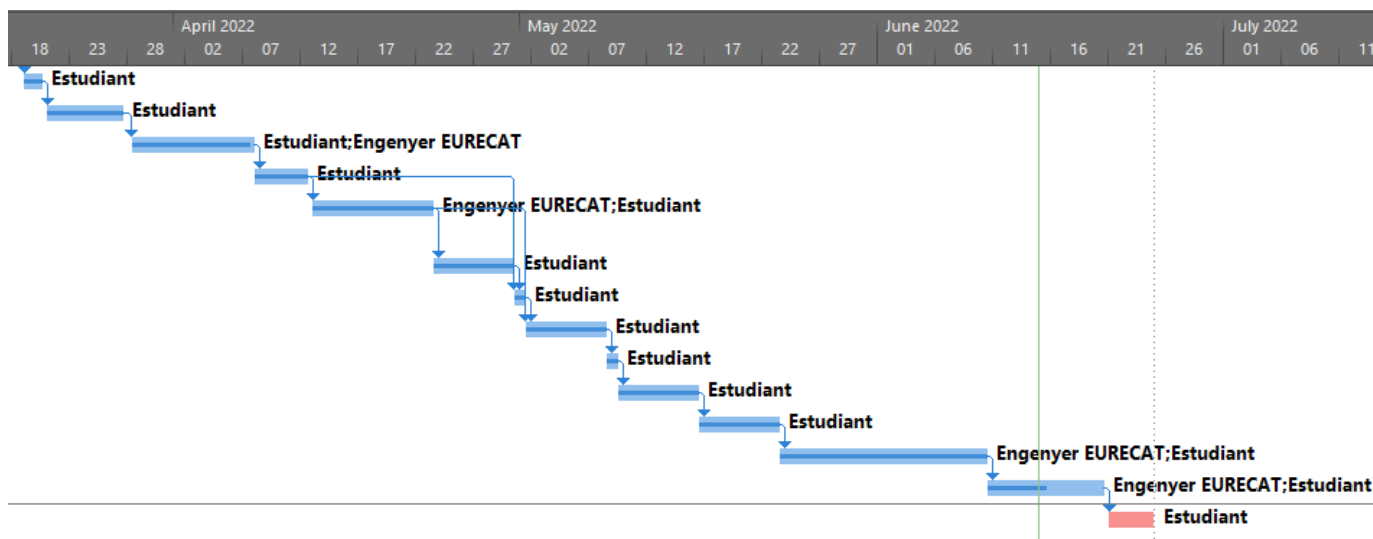 April 2022 May 2022 June 2022 July 2022
18 23 28 02 07 12 17 22 27 02 07 12 17 22 27 01 06 11 16 21 26 01 06 11
Estudiant
Estudiant
Estudiant;Engenyer EURECAT
Estudiant
Engenyer EURECAT;Estudiant
Estudiant
Estudiant
Estudiant
Estudiant
Estudiant
Estudiant
Engenyer EURECAT;Estudiant
Engenyer EURECAT;Estudiant
Estudiant